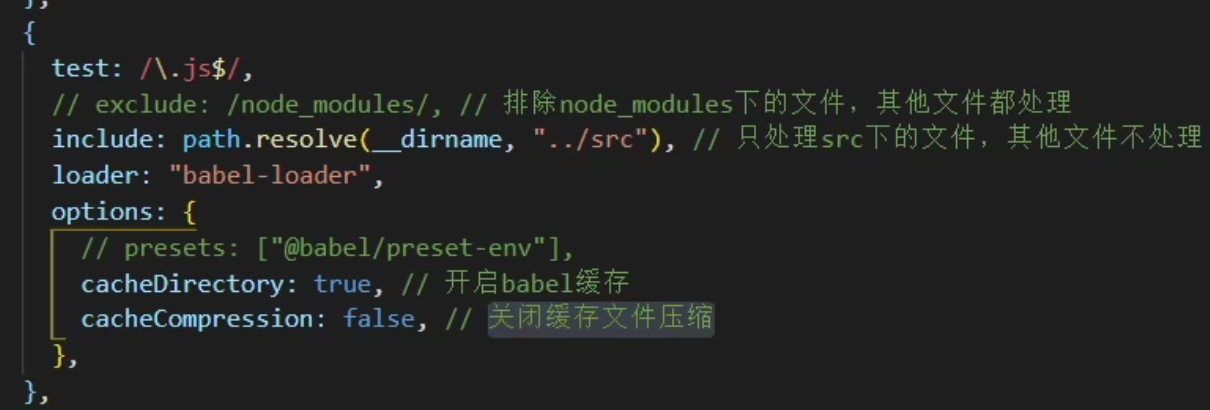 },
{
test: /\.js$/,
// exclude: /node_modules/, // 排除node_modules下的文件，其他文件都处理
include: path.resolve(__dirname, "../src"), // 只处理src下的文件，其他文件不处理
loader: "babel-loader",
options: {
// presets: ["@babel/preset-env"],
cacheDirectory: true, // 开启babel缓存
cacheCompression: false, // 关闭缓存文件压缩
},
},